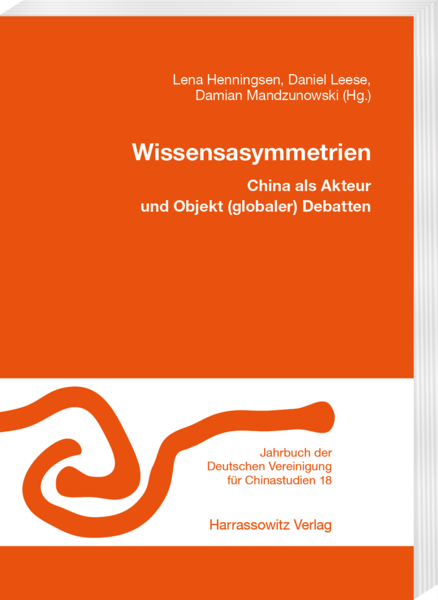 Lena Henningsen, Daniel Leese,
Damian Mandzunowski (Hg.)
Wissensasymmetrien
China als Akteur
und Objekt (globaler) Debatten
Jahrbuch der
Deutschen Vereinigung
für Chinastudien 18
Harrassowitz Verlag